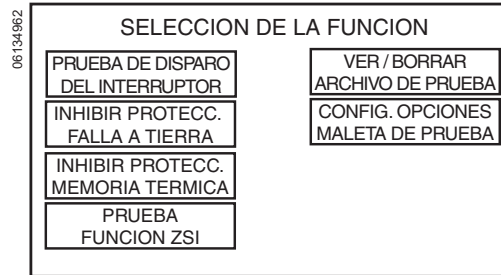 06134962
SELECCION DE LA FUNCION
PRUEBA DE DISPARO
DEL INTERRUPTOR
INHIBIR PROTECC.
FALLA A TIERRA
INHIBIR PROTECC.
MEMORIA TERMICA
PRUEBA
FUNCION ZSI
VER / BORRAR
ARCHIVO DE PRUEBA
CONFIG. OPCIONES
MALETA DE PRUEBA